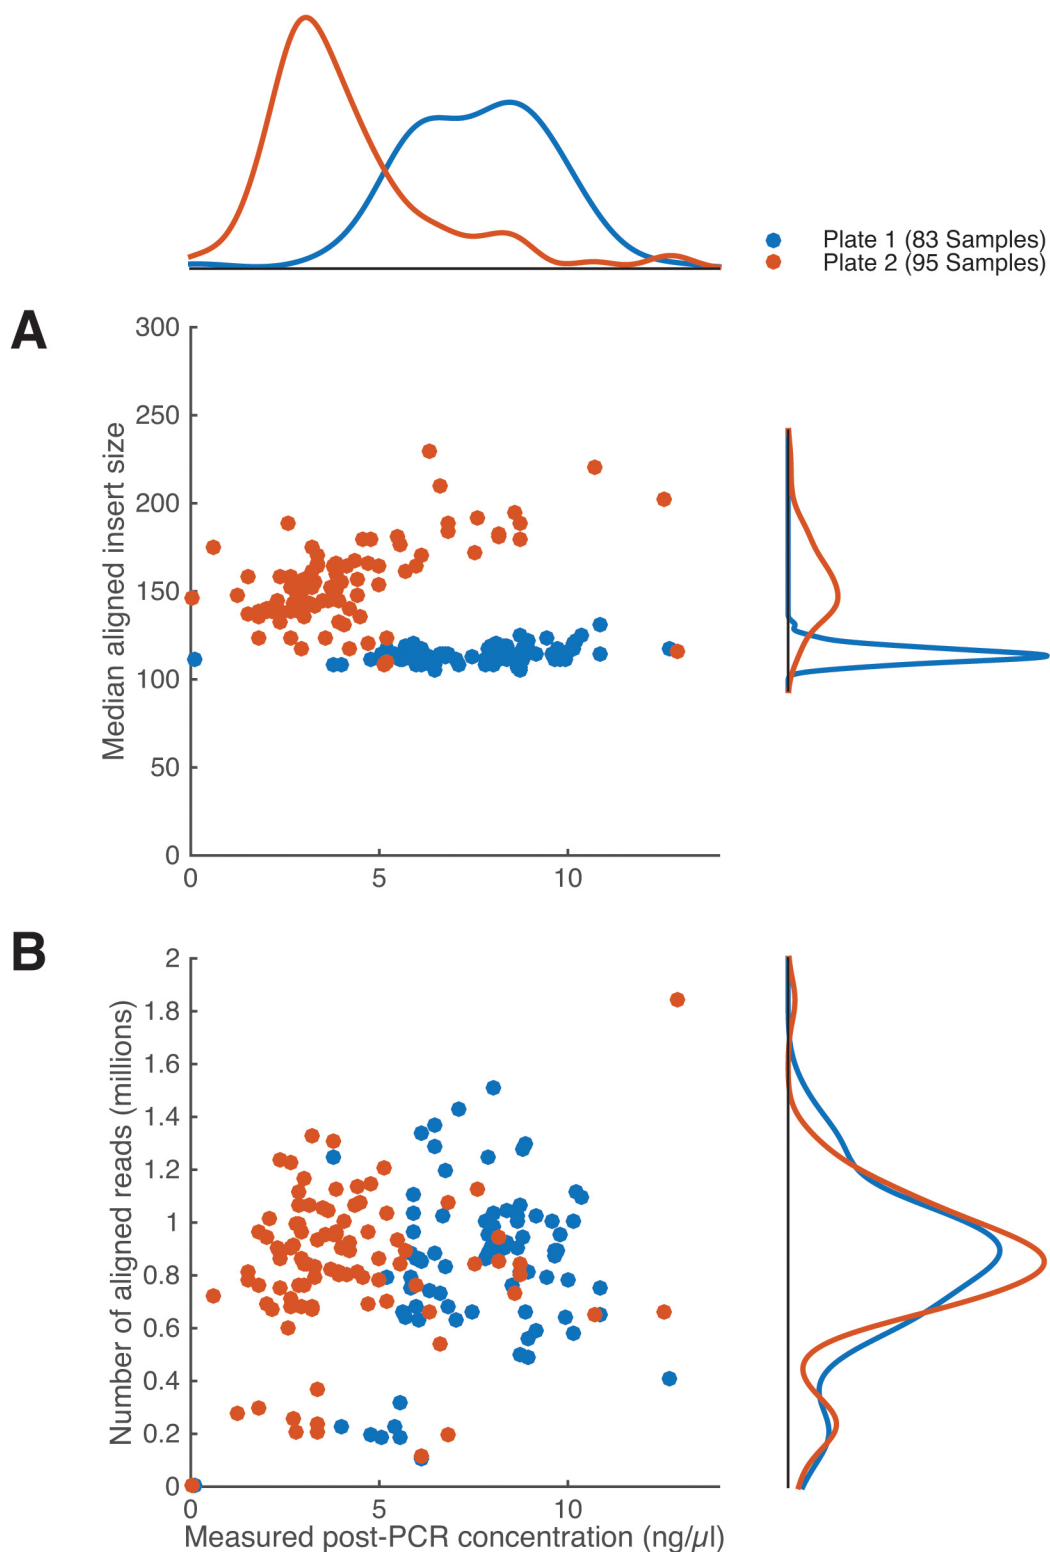 Plate 1 (83 Samples)
Plate 2 (95 Samples)
A
300
250
200
150
100
50
0
0 5 10
Median aligned insert size
B
2
1.8
1.6
1.4
1.2
1
0.8
0.6
0.4
0.2
0
0 5 10
Number of aligned reads (millions)
Measured post-PCR concentration (ng/µl)